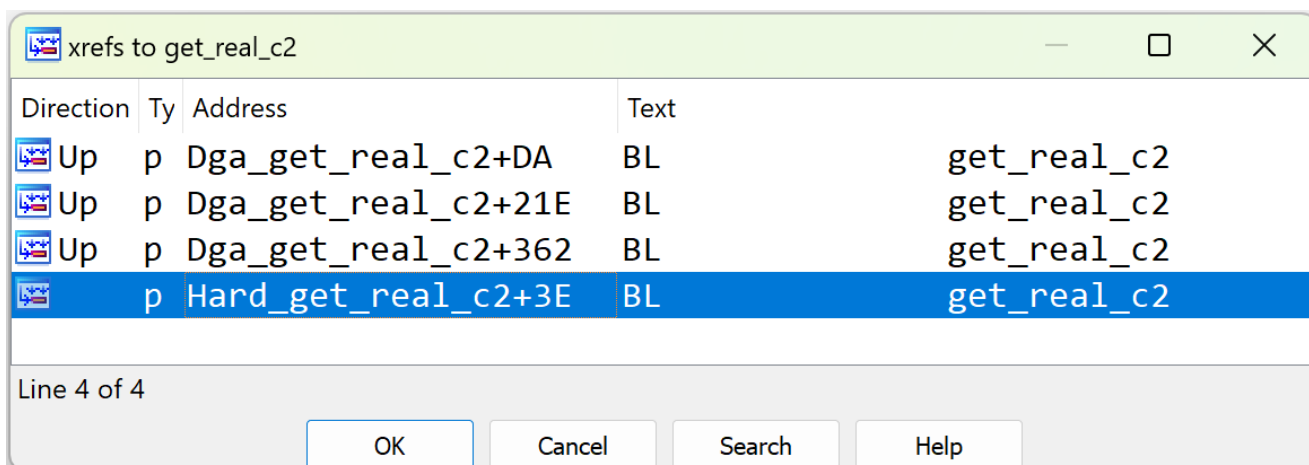 xrefs to get_real_c2
Direction Ty Address Text
Up p Dga_get_real_c2+DA BL get_real_c2
Up p Dga_get_real_c2+21E BL get_real_c2
Up p Dga_get_real_c2+362 BL get_real_c2
p Hard_get_real_c2+3E BL get_real_c2
Line 4 of 4
OK Cancel Search Help